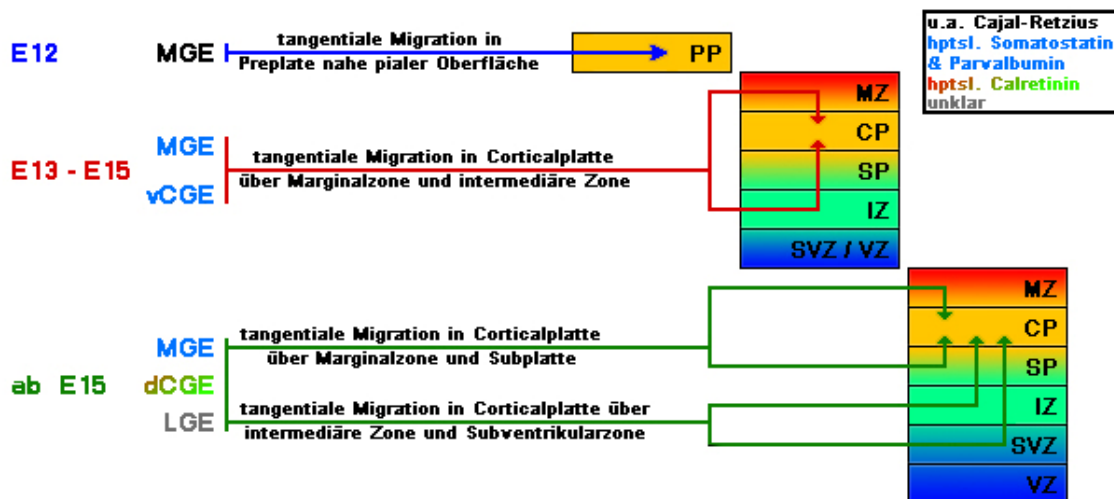 E12
MGE
tangentiale Migration in
Preplate nahe pialer Oberfläche
PP
u.a. Cajal-Retzius
hptsl. Somatostatin
& Parvalbumin
hptsl. Calretinin
unklar
E13 - E15
MGE
vCGE
tangentiale Migration in Corticalplatte
über Marginalzone und intermediäre Zone
MZ
CP
SP
IZ
SVZ / VZ
ab E15
MGE
dCGE
LGE
tangentiale Migration in Corticalplatte
über Marginalzone und Subplatte
tangentiale Migration in Corticalplatte über
intermediäre Zone und Subventrikularzone
MZ
CP
SP
IZ
SVZ
VZ